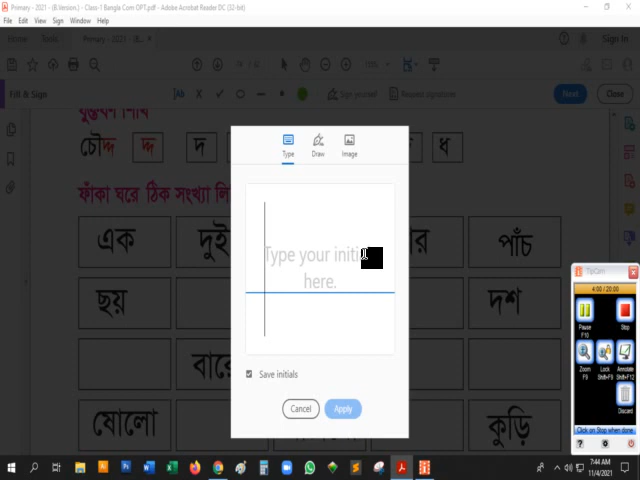 Primary - 2021 - (B.Version.) - Class-1 Bangla Com OPT.pdf - Adobe Acrobat Reader DC (32-bit)
File Edit View Sign Window Help
Home Tools Primary - 2021 - (B... × Sign In
Fill & Sign Sign yourself Request signatures Next Close
চৌদ্দ দ্দ দ ধ
ফাঁকা ঘরে ঠিক সংখ্যা
এক দুই পাঁচ
ছয় দশ
ষোলো কুড়ি
Type Draw Image
Type your initi
here.
Save initials
Cancel Apply
TipCam
4:00 / 20:00
Pause F10 Stop
Zoom F9 Lock Shift+F9 Annotate Shift+F12
Discard
Click on Stop when done
7:44 AM
11/4/2021